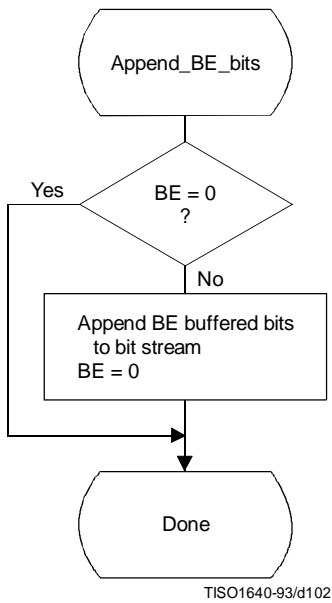 Append_BE_bits
Yes
BE = 0
?
No
Append BE buffered bits
to bit stream
BE = 0
Done
TISO1640-93/d102